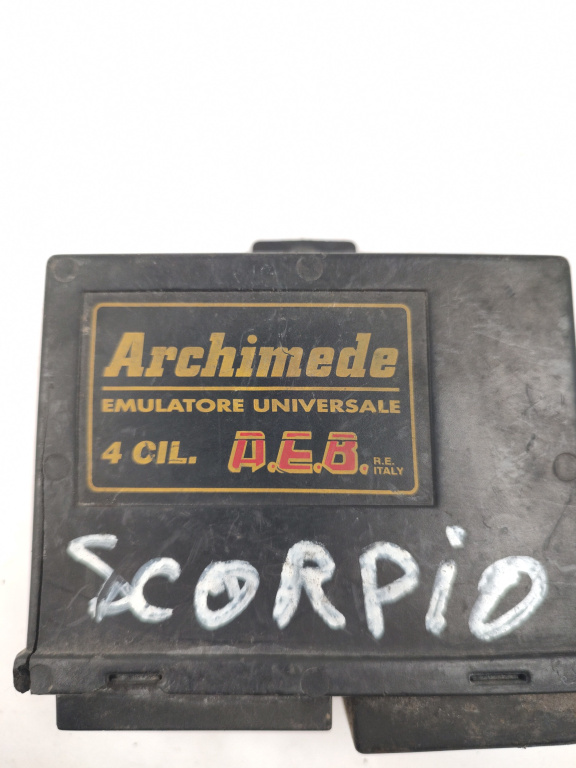 Archimede
EMULATORE UNIVERSALE
4 CIL. A.E.B. R.E.
ITALY
SCORPiO